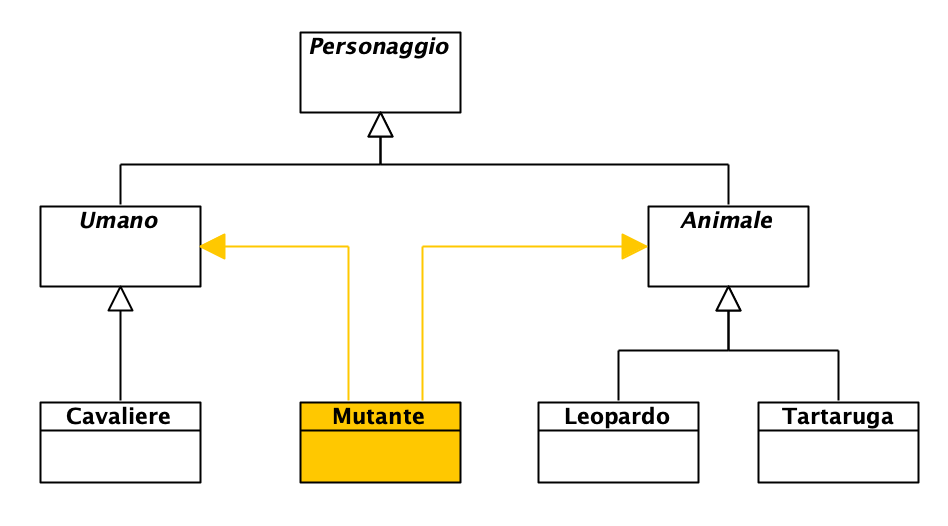 Personaggio
Umano
Animale
Cavaliere
Mutante
Leopardo
Tartaruga